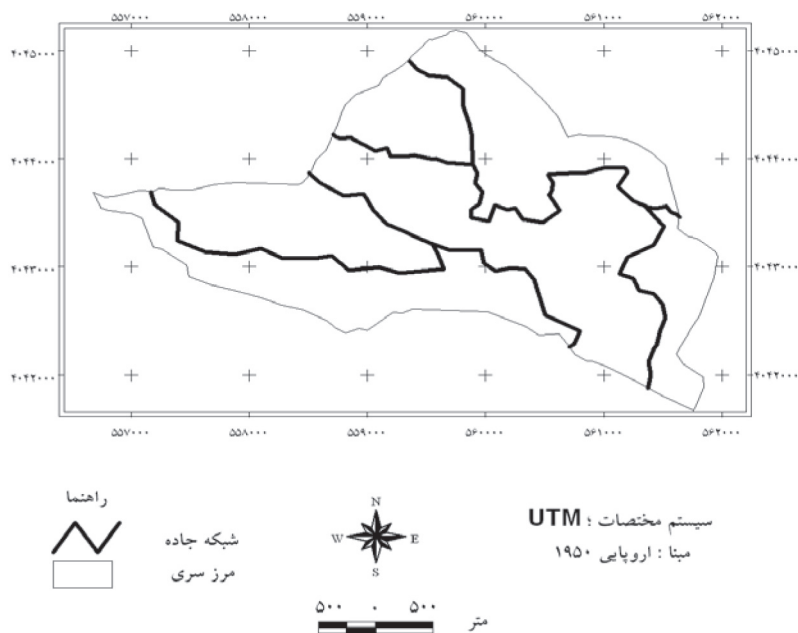 ۵۵۷۰۰۰ ۵۵۸۰۰۰ ۵۵۹۰۰۰ ۵۶۰۰۰۰ ۵۶۱۰۰۰ ۵۶۲۰۰۰
۴۰۴۵۰۰۰ ۴۰۴۵۰۰۰
۴۰۴۴۰۰۰ ۴۰۴۴۰۰۰
۴۰۴۳۰۰۰ ۴۰۴۳۰۰۰
۴۰۴۲۰۰۰ ۴۰۴۲۰۰۰
۵۵۷۰۰۰ ۵۵۸۰۰۰ ۵۵۹۰۰۰ ۵۶۰۰۰۰ ۵۶۱۰۰۰ ۵۶۲۰۰۰
سیستم مختصات ؛ UTM
مبنا : اروپایی ۱۹۵۰
N
W E
S
راهنما
شبکه جاده
مرز سری
۵۰۰ ۰ ۵۰۰
متر